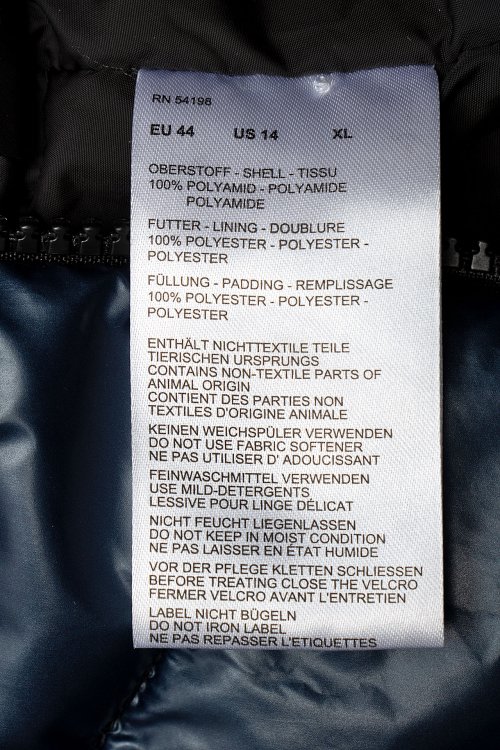 RN 54198
EU 44 US 14 XL
OBERSTOFF - SHELL - TISSU
100% POLYAMID - POLYAMIDE
POLYAMIDE
FUTTER - LINING - DOUBLURE
100% POLYESTER - POLYESTER -
POLYESTER
FÜLLUNG - PADDING - REMPLISSAGE
100% POLYESTER - POLYESTER -
POLYESTER
ENTHÄLT NICHTTEXTILE TEILE
TIERISCHEN URSPRUNGS
CONTAINS NON-TEXTILE PARTS OF
ANIMAL ORIGIN
CONTIENT DES PARTIES NON
TEXTILES D'ORIGINE ANIMALE
KEINEN WEICHSPÜLER VERWENDEN
DO NOT USE FABRIC SOFTENER
NE PAS UTILISER D' ADOUCISSANT
FEINWASCHMITTEL VERWENDEN
USE MILD-DETERGENTS
LESSIVE POUR LINGE DÉLICAT
NICHT FEUCHT LIEGENLASSEN
DO NOT KEEP IN MOIST CONDITION
NE PAS LAISSER EN ÉTAT HUMIDE
VOR DER PFLEGE KLETTEN SCHLIESSEN
BEFORE TREATING CLOSE THE VELCRO
FERMER VELCRO AVANT L'ENTRETIEN
LABEL NICHT BÜGELN
DO NOT IRON LABEL
NE PAS REPASSER L'ETIQUETTES